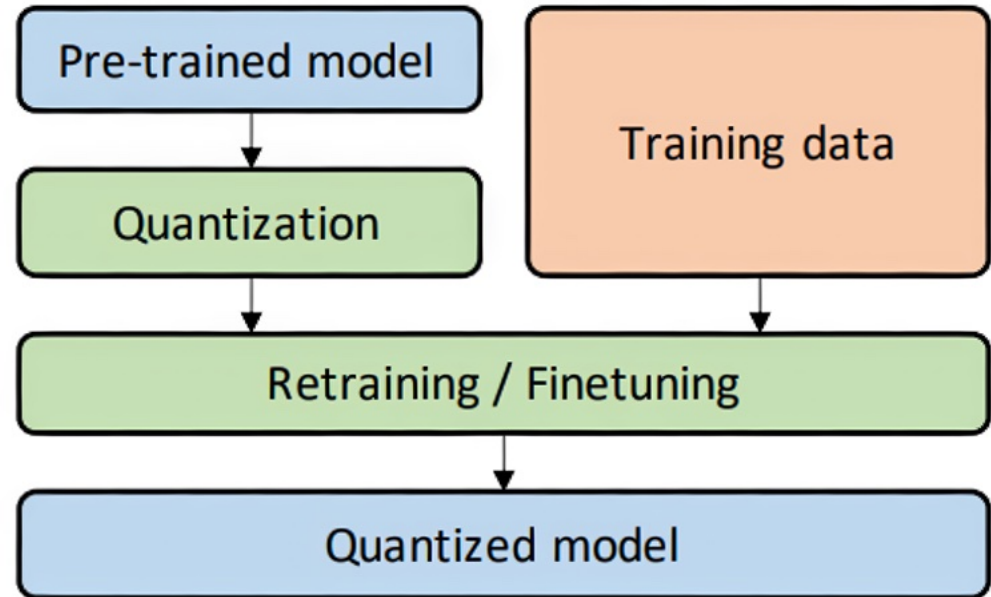 Pre-trained model
Training data
Quantization
Retraining / Finetuning
Quantized model